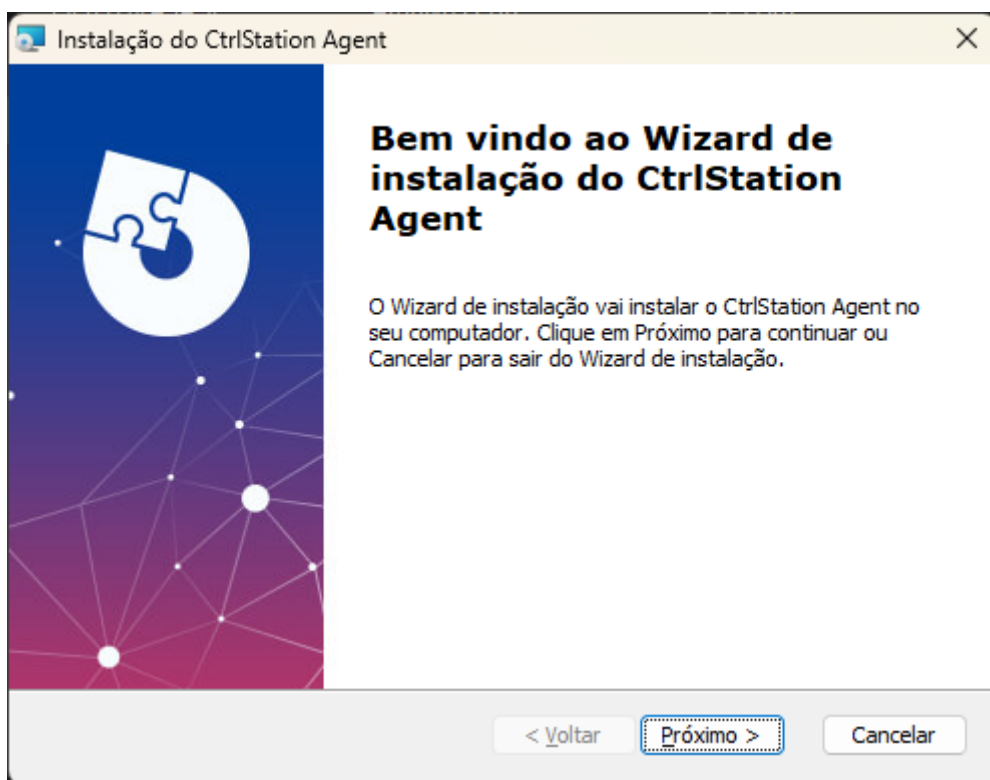 Instalação do CtrlStation Agent
Bem vindo ao Wizard de
instalação do CtrlStation
Agent
O Wizard de instalação vai instalar o CtrlStation Agent no
seu computador. Clique em Próximo para continuar ou
Cancelar para sair do Wizard de instalação.
< Voltar
Próximo >
Cancelar